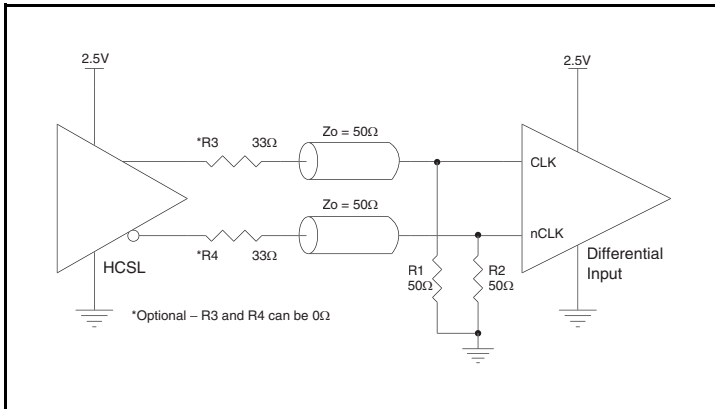 2.5V
2.5V
*R3 33Ω
Zo = 50Ω
CLK
Zo = 50Ω
nCLK
*R4 33Ω
HCSL
R1
50Ω
R2
50Ω
Differential
Input
*Optional – R3 and R4 can be 0Ω